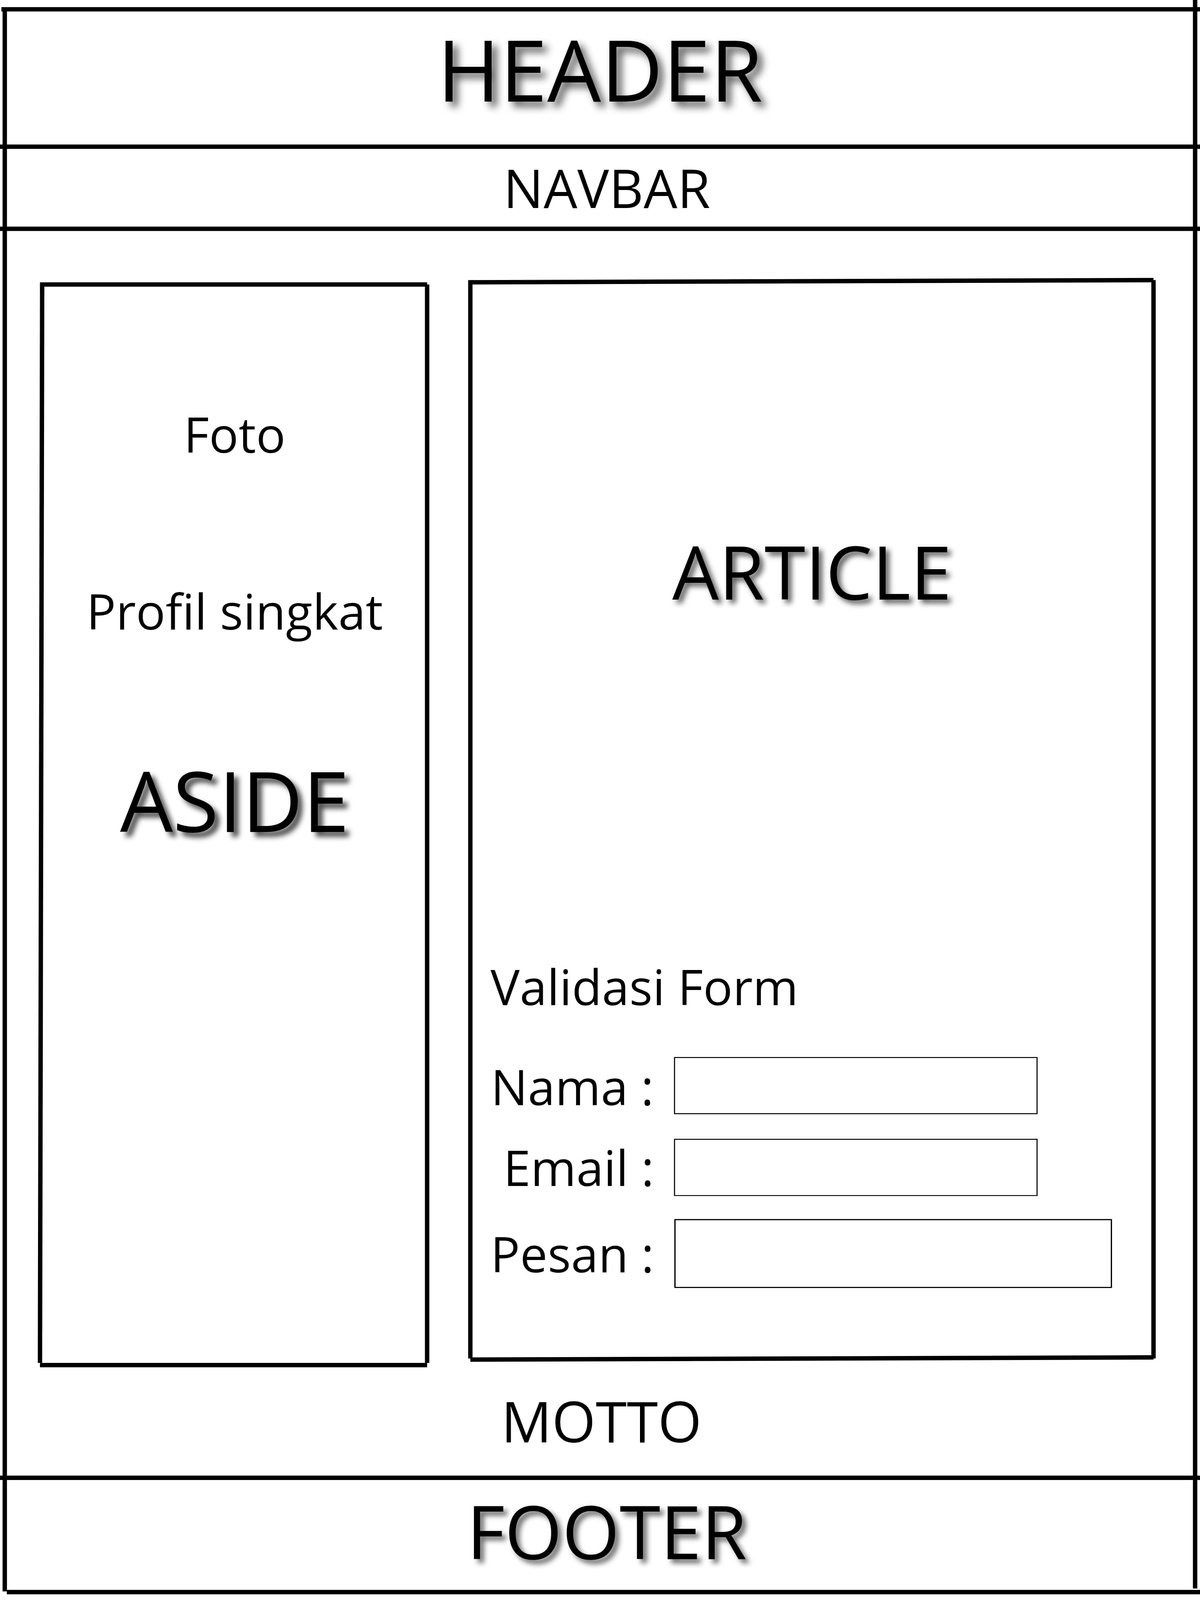 HEADER
NAVBAR
Foto
Profil singkat
ASIDE
ARTICLE
Validasi Form
Nama :
Email :
Pesan :
MOTTO
FOOTER